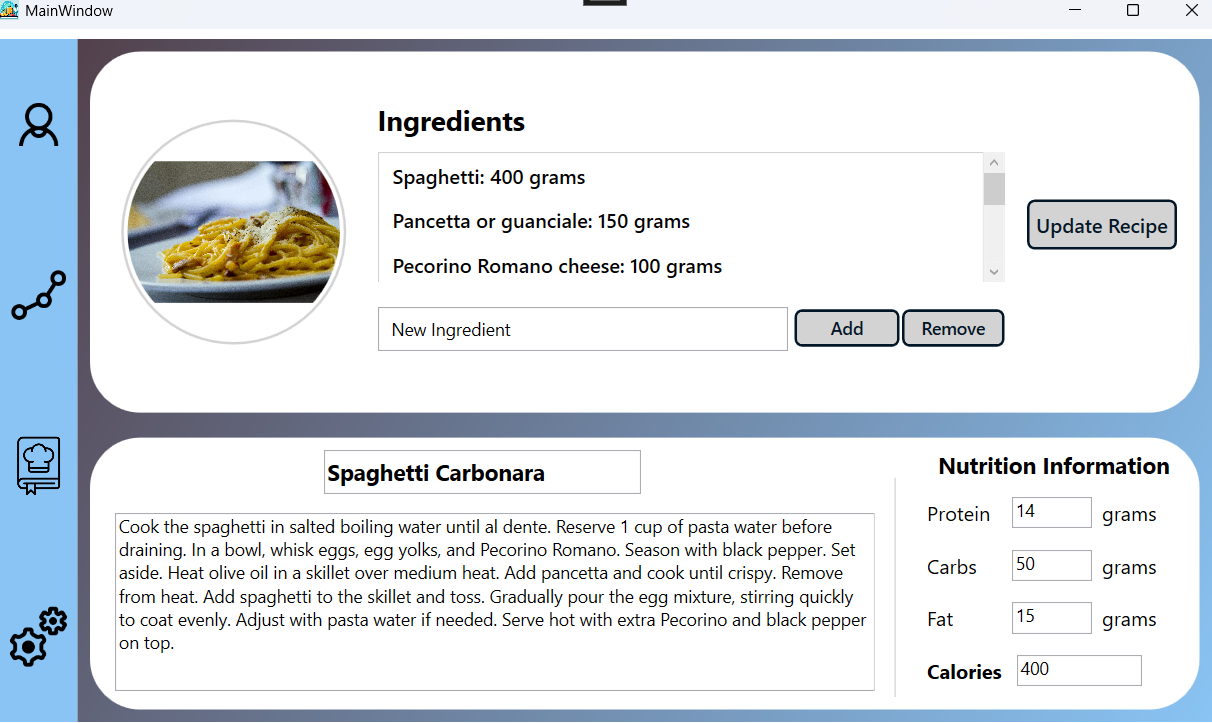 MainWindow
Ingredients
Spaghetti: 400 grams
Pancetta or guanciale: 150 grams
Pecorino Romano cheese: 100 grams
Update Recipe
New Ingredient
Add
Remove
Spaghetti Carbonara
Cook the spaghetti in salted boiling water until al dente. Reserve 1 cup of pasta water before
draining. In a bowl, whisk eggs, egg yolks, and Pecorino Romano. Season with black pepper. Set
aside. Heat olive oil in a skillet over medium heat. Add pancetta and cook until crispy. Remove
from heat. Add spaghetti to the skillet and toss. Gradually pour the egg mixture, stirring quickly
to coat evenly. Adjust with pasta water if needed. Serve hot with extra Pecorino and black pepper
on top.
Nutrition Information
Protein 14 grams
Carbs 50 grams
Fat 15 grams
Calories 400